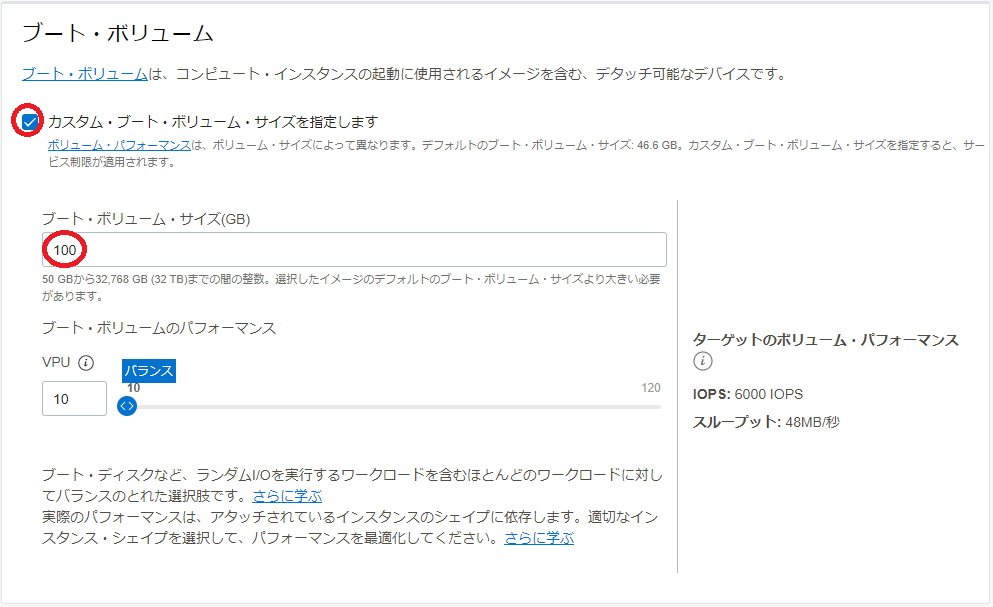 ブート・ボリューム
ブート・ボリュームは、コンピュート・インスタンスの起動に使用されるイメージを含む、デタッチ可能なデバイスです。
カスタム・ブート・ボリューム・サイズを指定します
ボリューム・パフォーマンスは、ボリューム・サイズによって異なります。デフォルトのブート・ボリューム・サイズ: 46.6 GB。カスタム・ブート・ボリューム・サイズを指定すると、サー
ビス制限が適用されます。
ブート・ボリューム・サイズ(GB)
100
50 GBから32,768 GB (32 TB)までの間の整数。選択したイメージのデフォルトのブート・ボリューム・サイズより大きい必要
があります。
ブート・ボリュームのパフォーマンス
VPU
バランス
10
10
120
ブート・ディスクなど、ランダムI/Oを実行するワークロードを含むほとんどのワークロードに対し
てバランスのとれた選択肢です。さらに学ぶ
実際のパフォーマンスは、アタッチされているインスタンスのシェイプに依存します。適切なイン
スタンス・シェイプを選択して、パフォーマンスを最適化してください。さらに学ぶ
ターゲットのボリューム・パフォーマンス
IOPS: 6000 IOPS
スループット: 48MB/秒